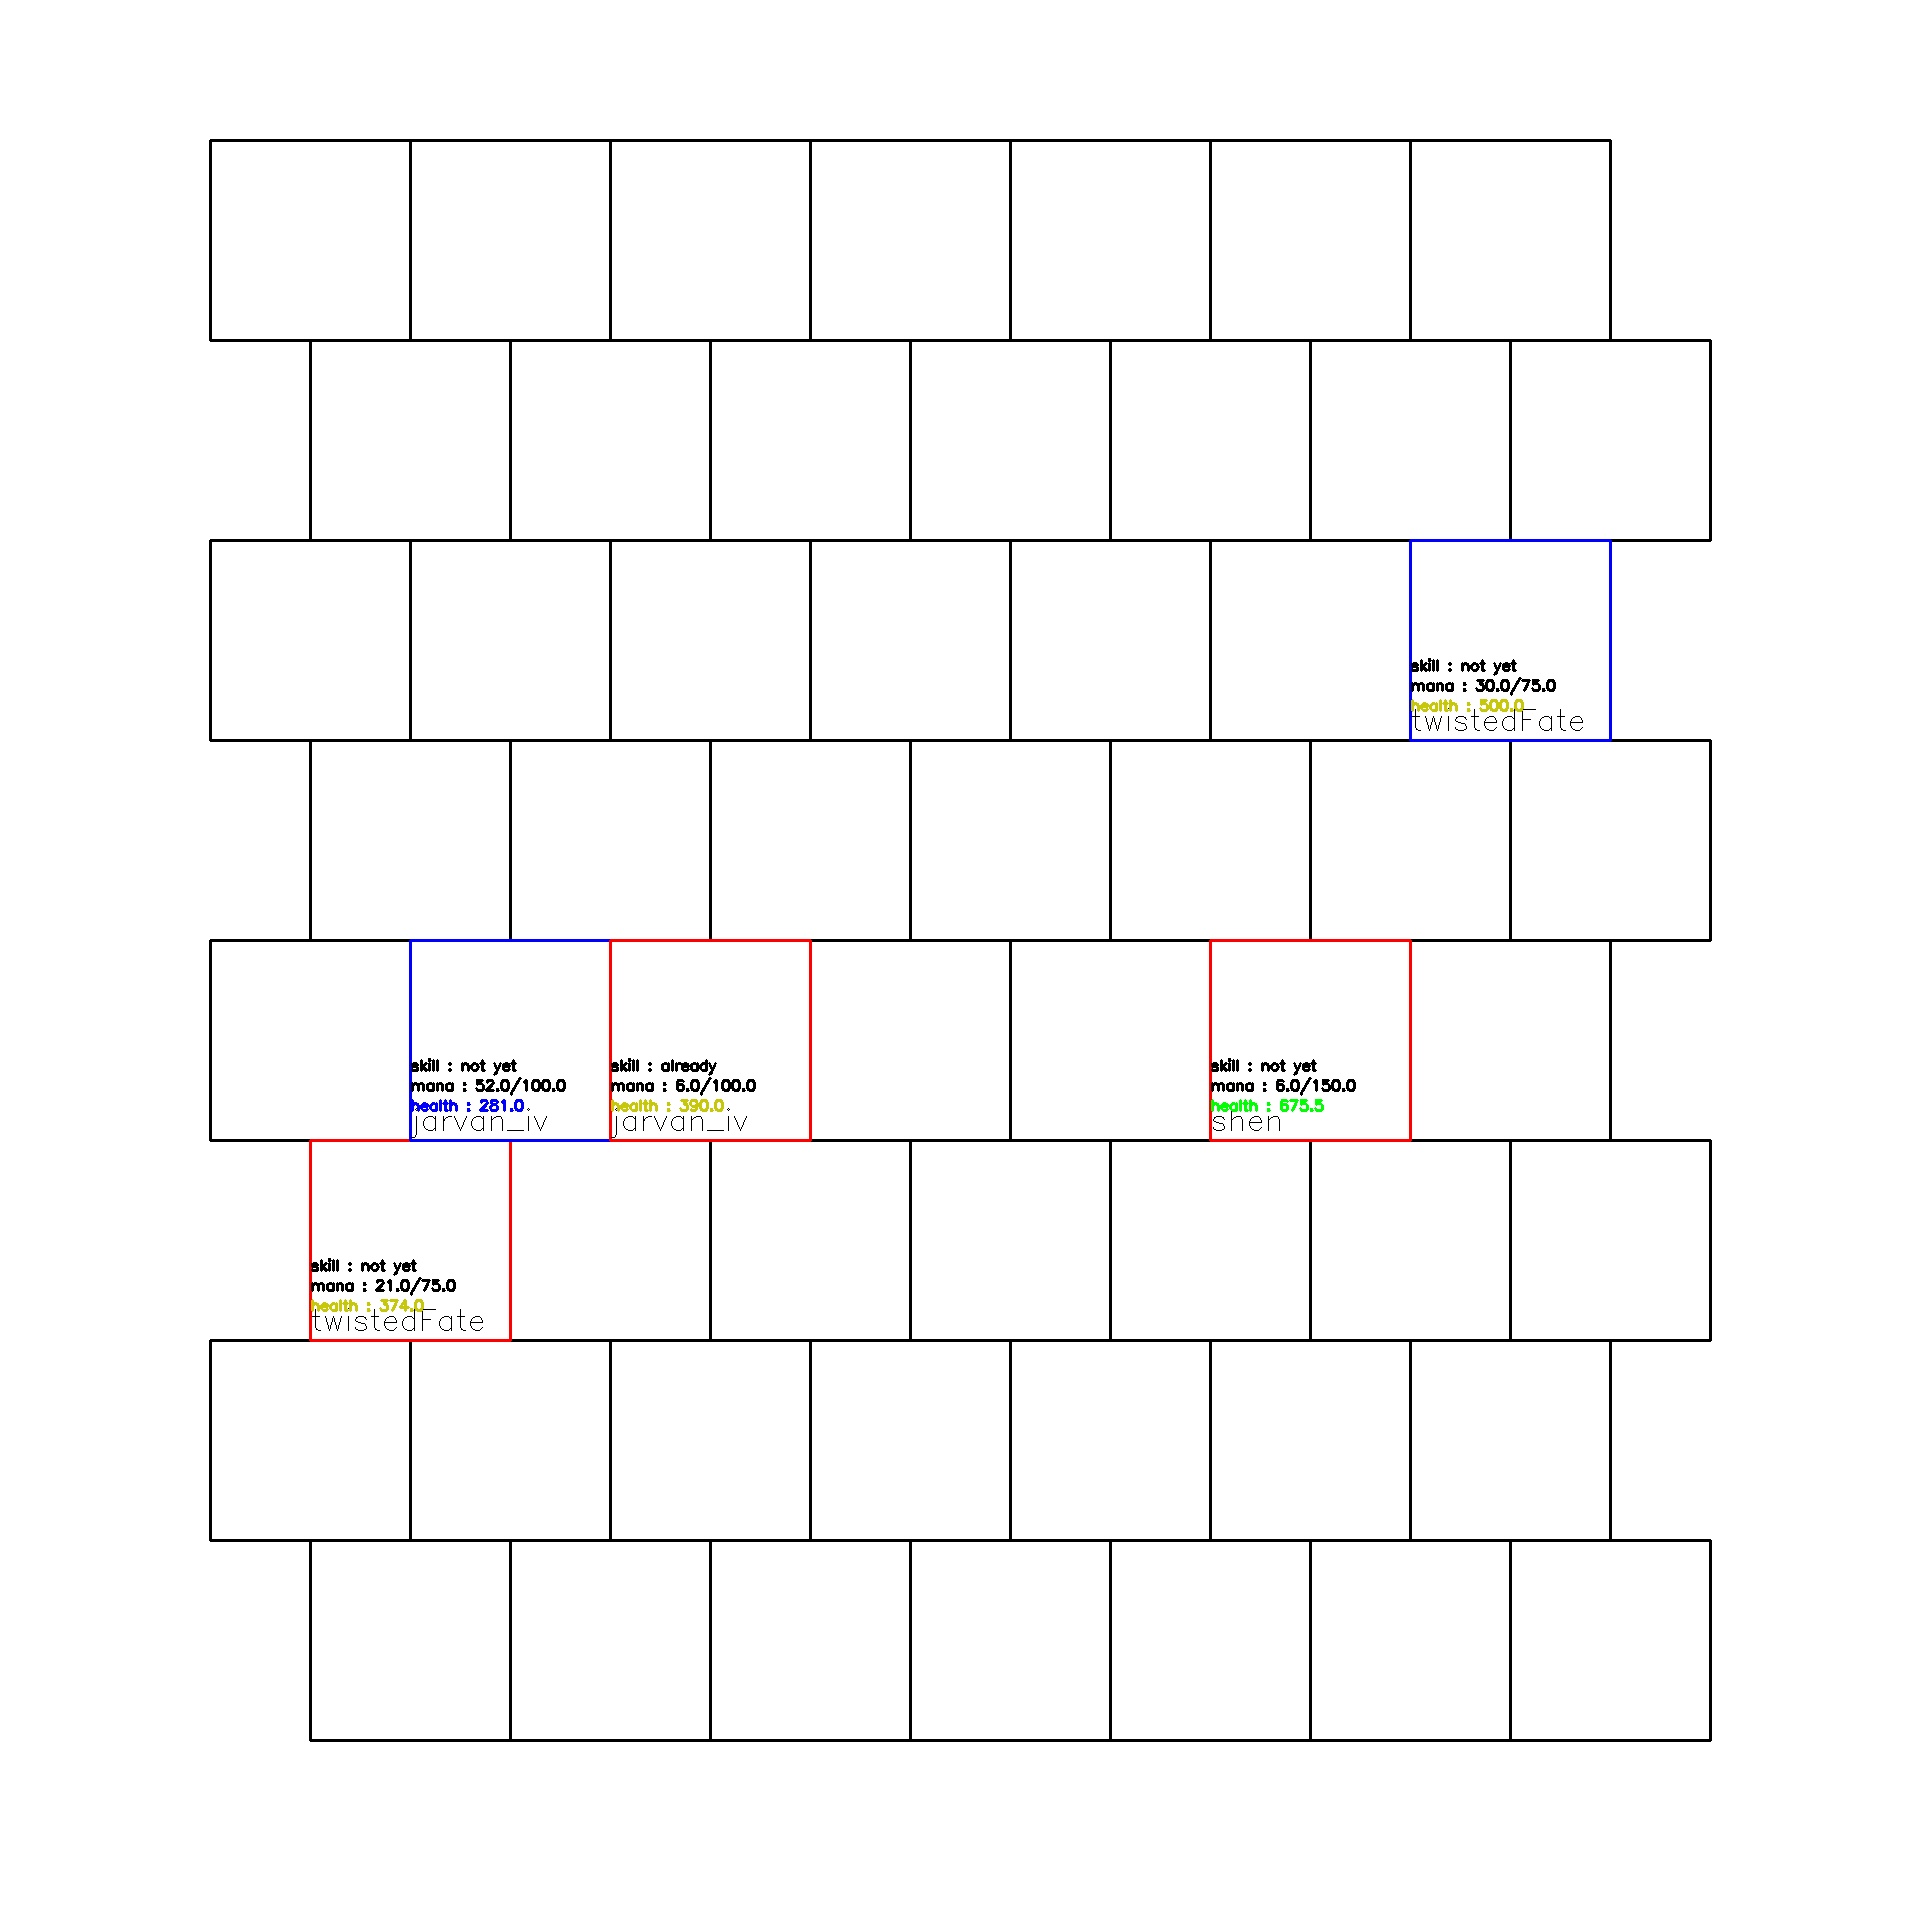 skill : not yet
mana : 30.0/75.0
health : 500.0
twistedFate
skill : not yet
mana : 52.0/100.0
health : 281.0
jarvan_iv
skill : already
mana : 6.0/100.0
health : 390.0
jarvan_iv
skill : not yet
mana : 6.0/150.0
health : 675.5
shen
skill : not yet
mana : 21.0/75.0
health : 374.0
twistedFate